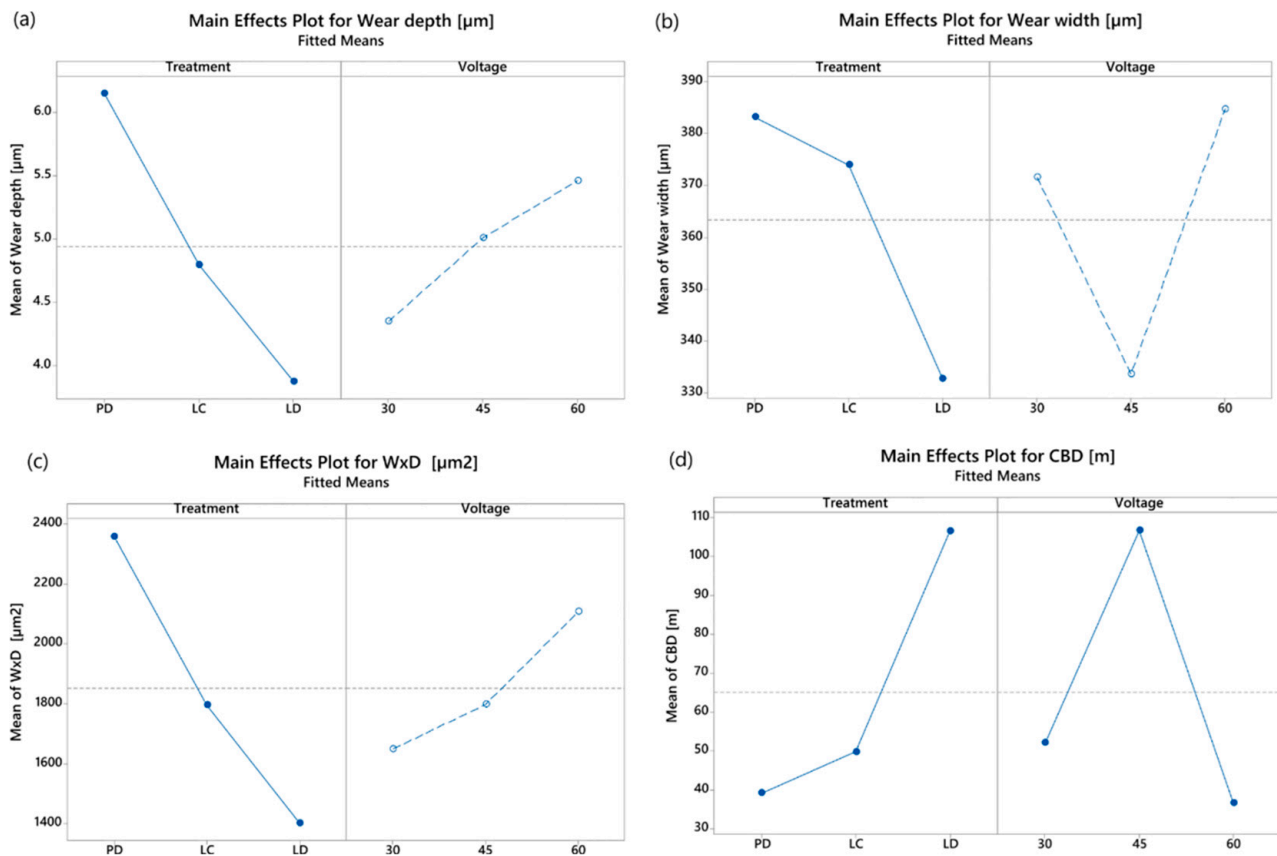 (a)
Main Effects Plot for Wear depth [µm]
Fitted Means
Treatment Voltage
Mean of Wear depth [µm]
6.0
5.5
5.0
4.5
4.0
PD LC LD 30 45 60
(b)
Main Effects Plot for Wear width [µm]
Fitted Means
Treatment Voltage
Mean of Wear width [µm]
390
380
370
360
350
340
330
PD LC LD 30 45 60
(c)
Main Effects Plot for WxD [µm2]
Fitted Means
Treatment Voltage
Mean of WxD [µm2]
2400
2200
2000
1800
1600
1400
PD LC LD 30 45 60
(d)
Main Effects Plot for CBD [m]
Fitted Means
Treatment Voltage
Mean of CBD [m]
110
100
90
80
70
60
50
40
30
PD LC LD 30 45 60